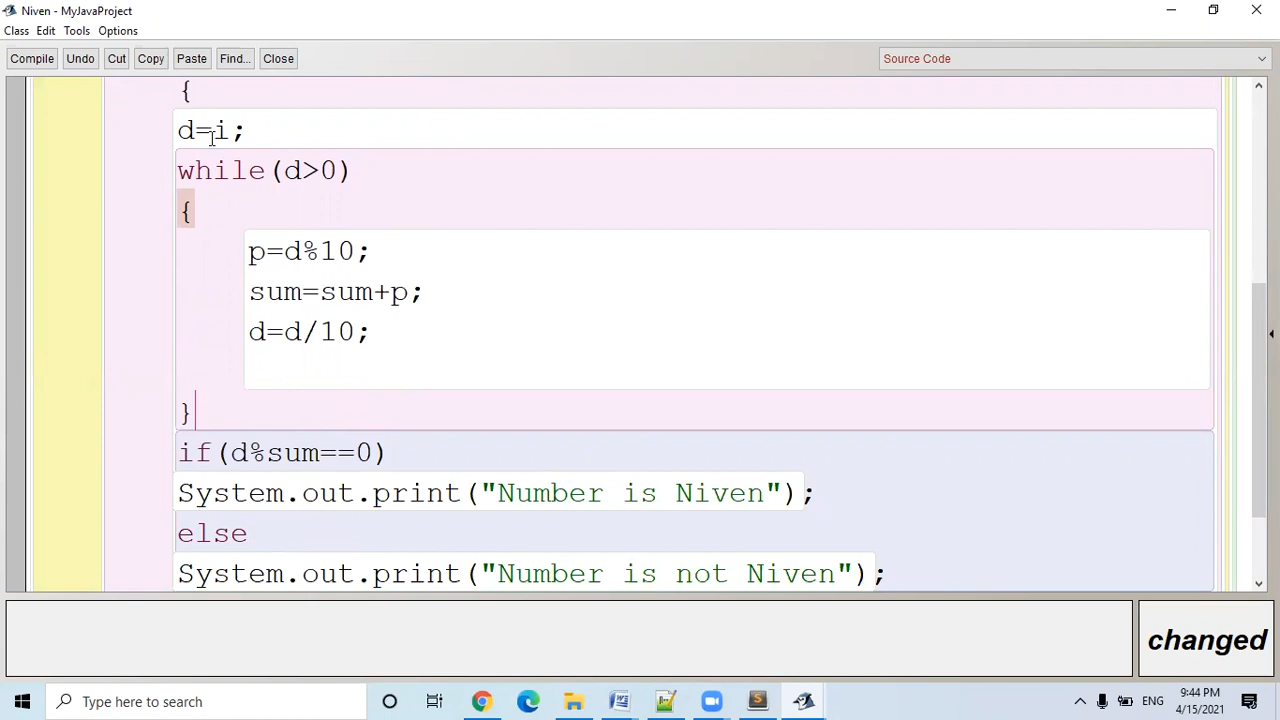 Niven - MyJavaProject
Class Edit Tools Options
Compile Undo Cut Copy Paste Find... Close Source Code
{
d=i;
while(d>0)
{
p=d%10;
sum=sum+p;
d=d/10;
}
if(d%sum==0)
System.out.print("Number is Niven");
else
System.out.print("Number is not Niven");
changed
Type here to search
ENG
9:44 PM
4/15/2021